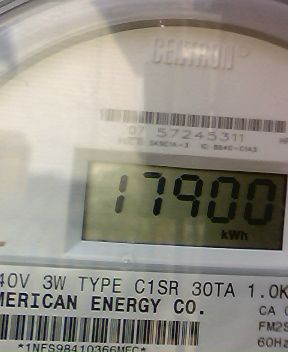 CENTRON
07 57245311
17900
kWh
40V 3W TYPE C1SR 30TA 1.0K
MERICAN ENERGY CO.
CA 0
FM2S
60Hz
*1NFS98410366MEC*